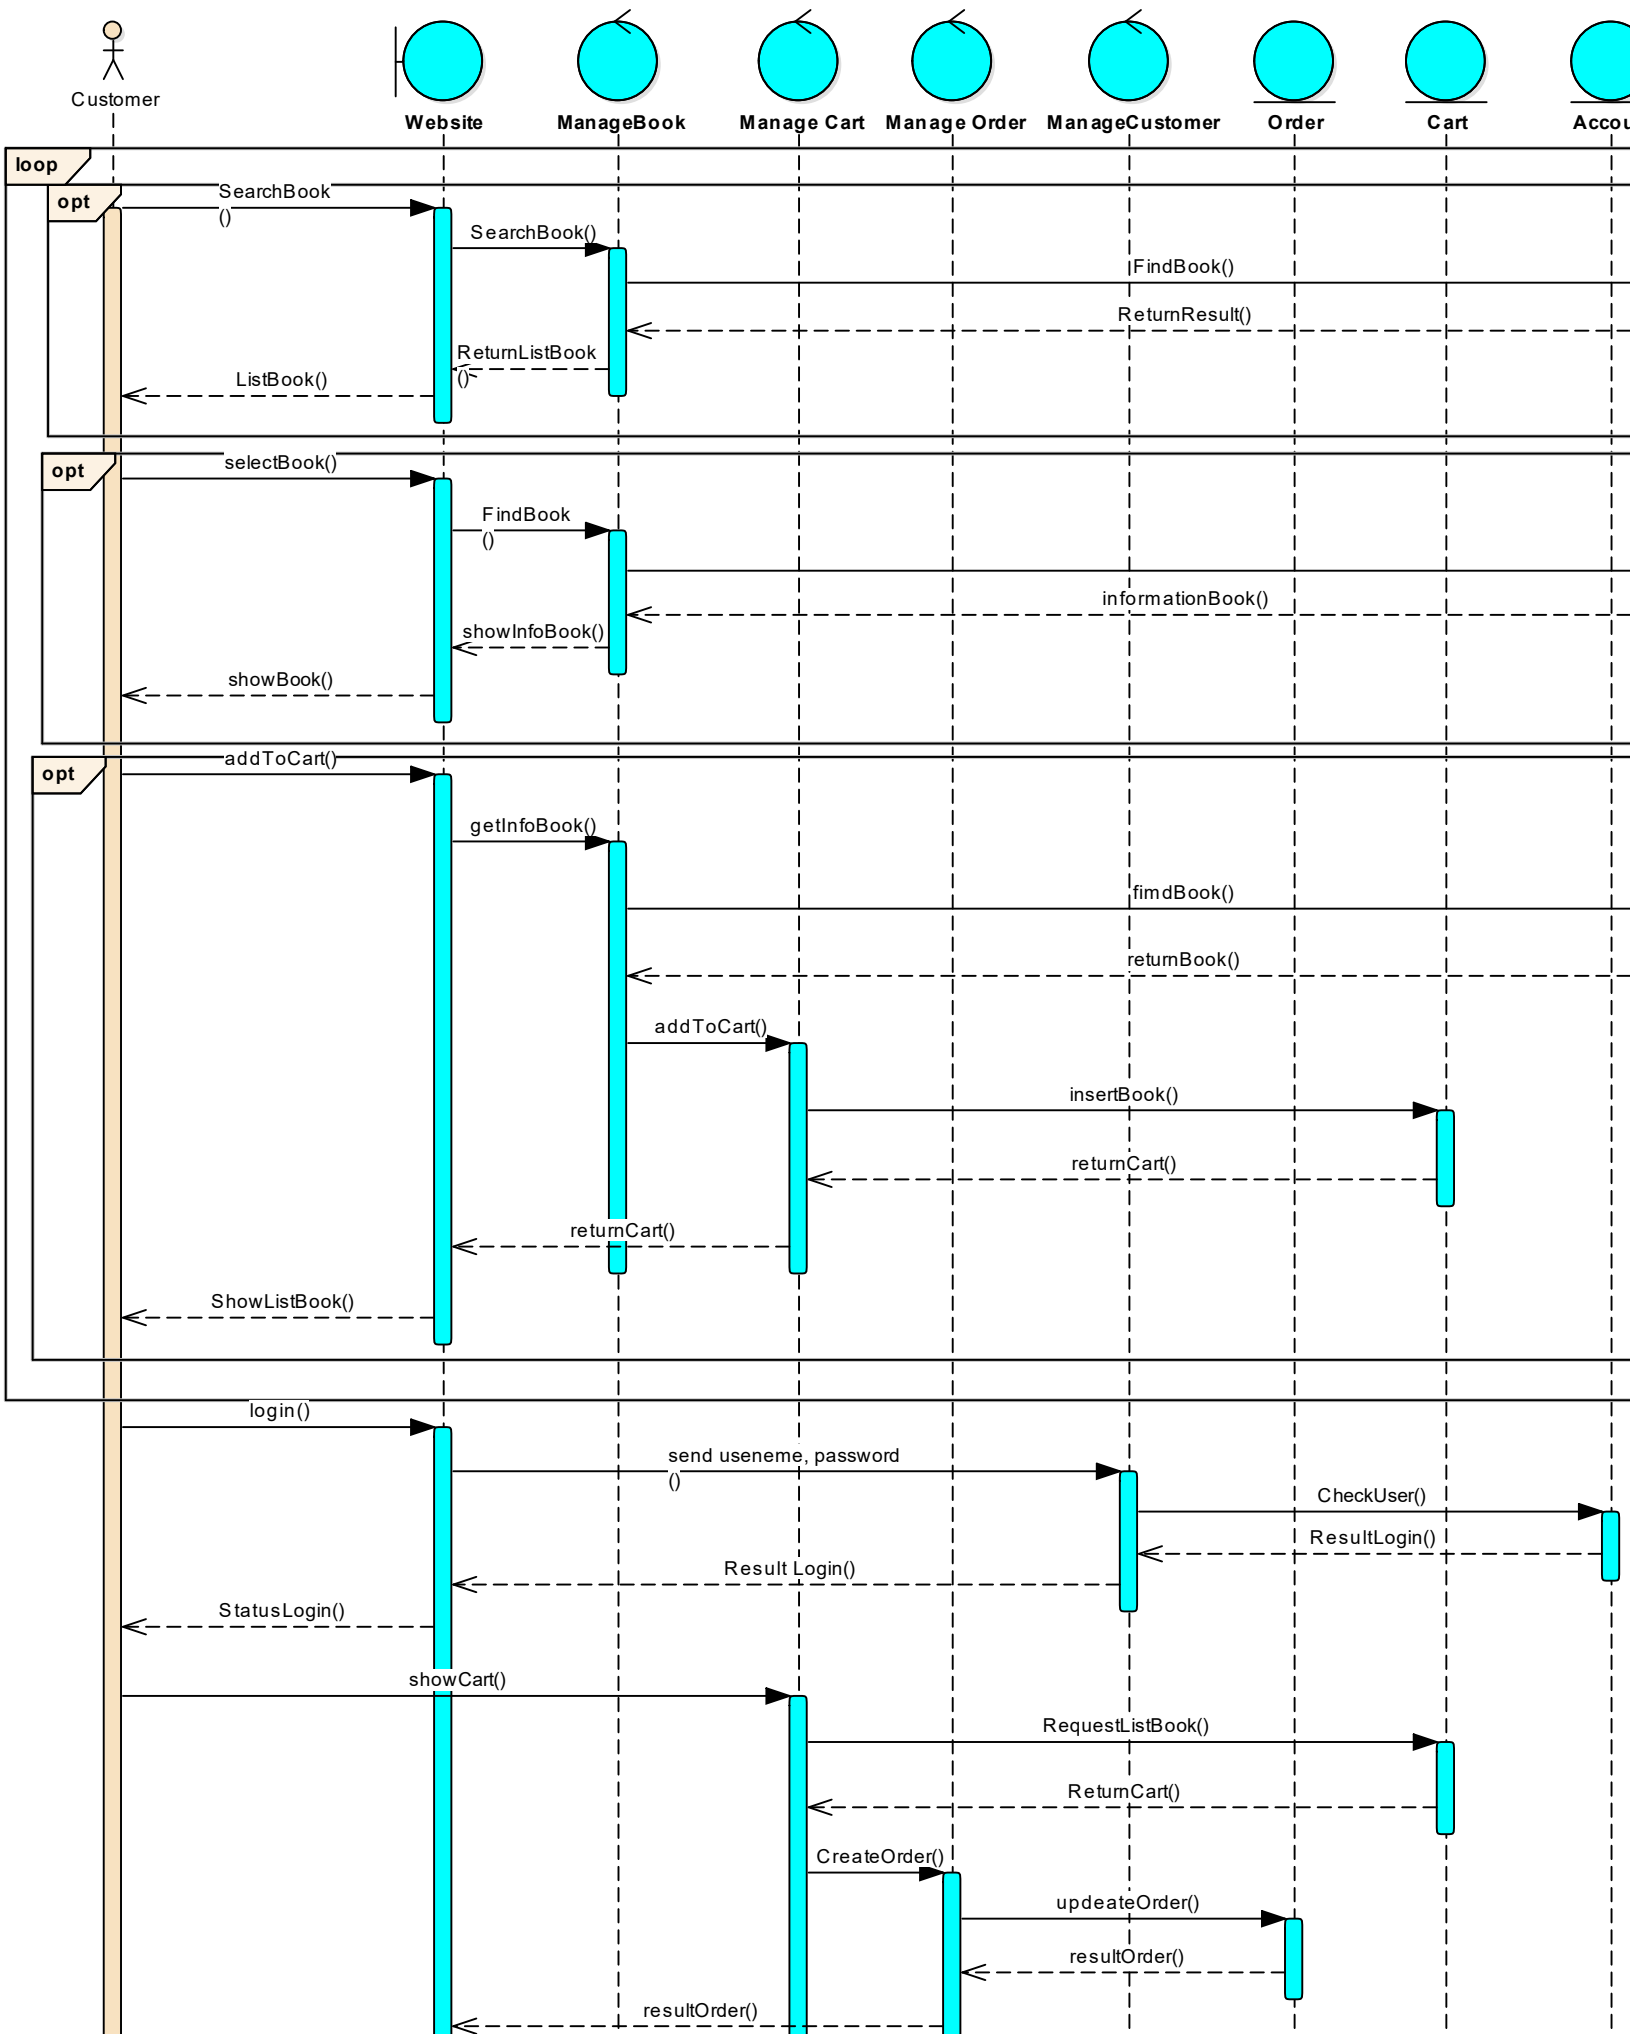 Customer
Website
ManageBook
Manage Cart
Manage Order
ManageCustomer
Order
Cart
Accou
loop
opt
SearchBook
()
SearchBook()
FindBook()
ReturnResult()
ReturnListBook
()
ListBook()
opt
selectBook()
FindBook
()
informationBook()
showInfoBook()
showBook()
opt
addToCart()
getInfoBook()
fimdBook()
returnBook()
addToCart()
insertBook()
returnCart()
returnCart()
ShowListBook()
login()
send useneme, password
()
CheckUser()
ResultLogin()
Result Login()
StatusLogin()
showCart()
RequestListBook()
ReturnCart()
CreateOrder()
updeateOrder()
resultOrder()
resultOrder()